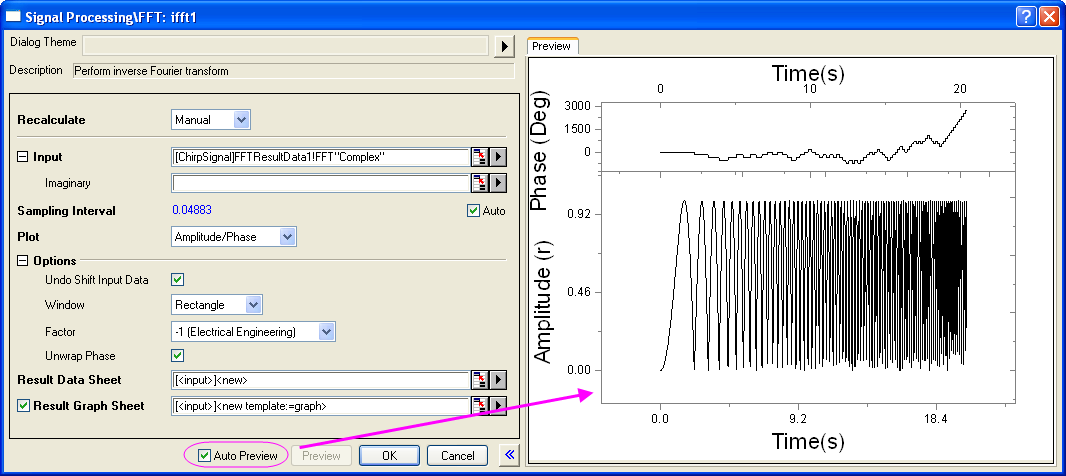 Signal Processing\FFT: ifft1
Dialog Theme
Description Perform inverse Fourier transform
Recalculate Manual
Input [ChirpSignal]FFTResultData1!FFT"Complex"
Imaginary
Sampling Interval 0.04883 Auto
Plot Amplitude/Phase
Options
Undo Shift Input Data
Window Rectangle
Factor -1 (Electrical Engineering)
Unwrap Phase
Result Data Sheet [<input>]<new>
Result Graph Sheet [<input>]<new template:=graph>
Auto Preview Preview OK Cancel
Preview
Time(s)
0 10 20
Phase (Deg)
3000
1500
0
Amplitude (r)
0.92
0.46
0.00
0.0 9.2 18.4
Time(s)